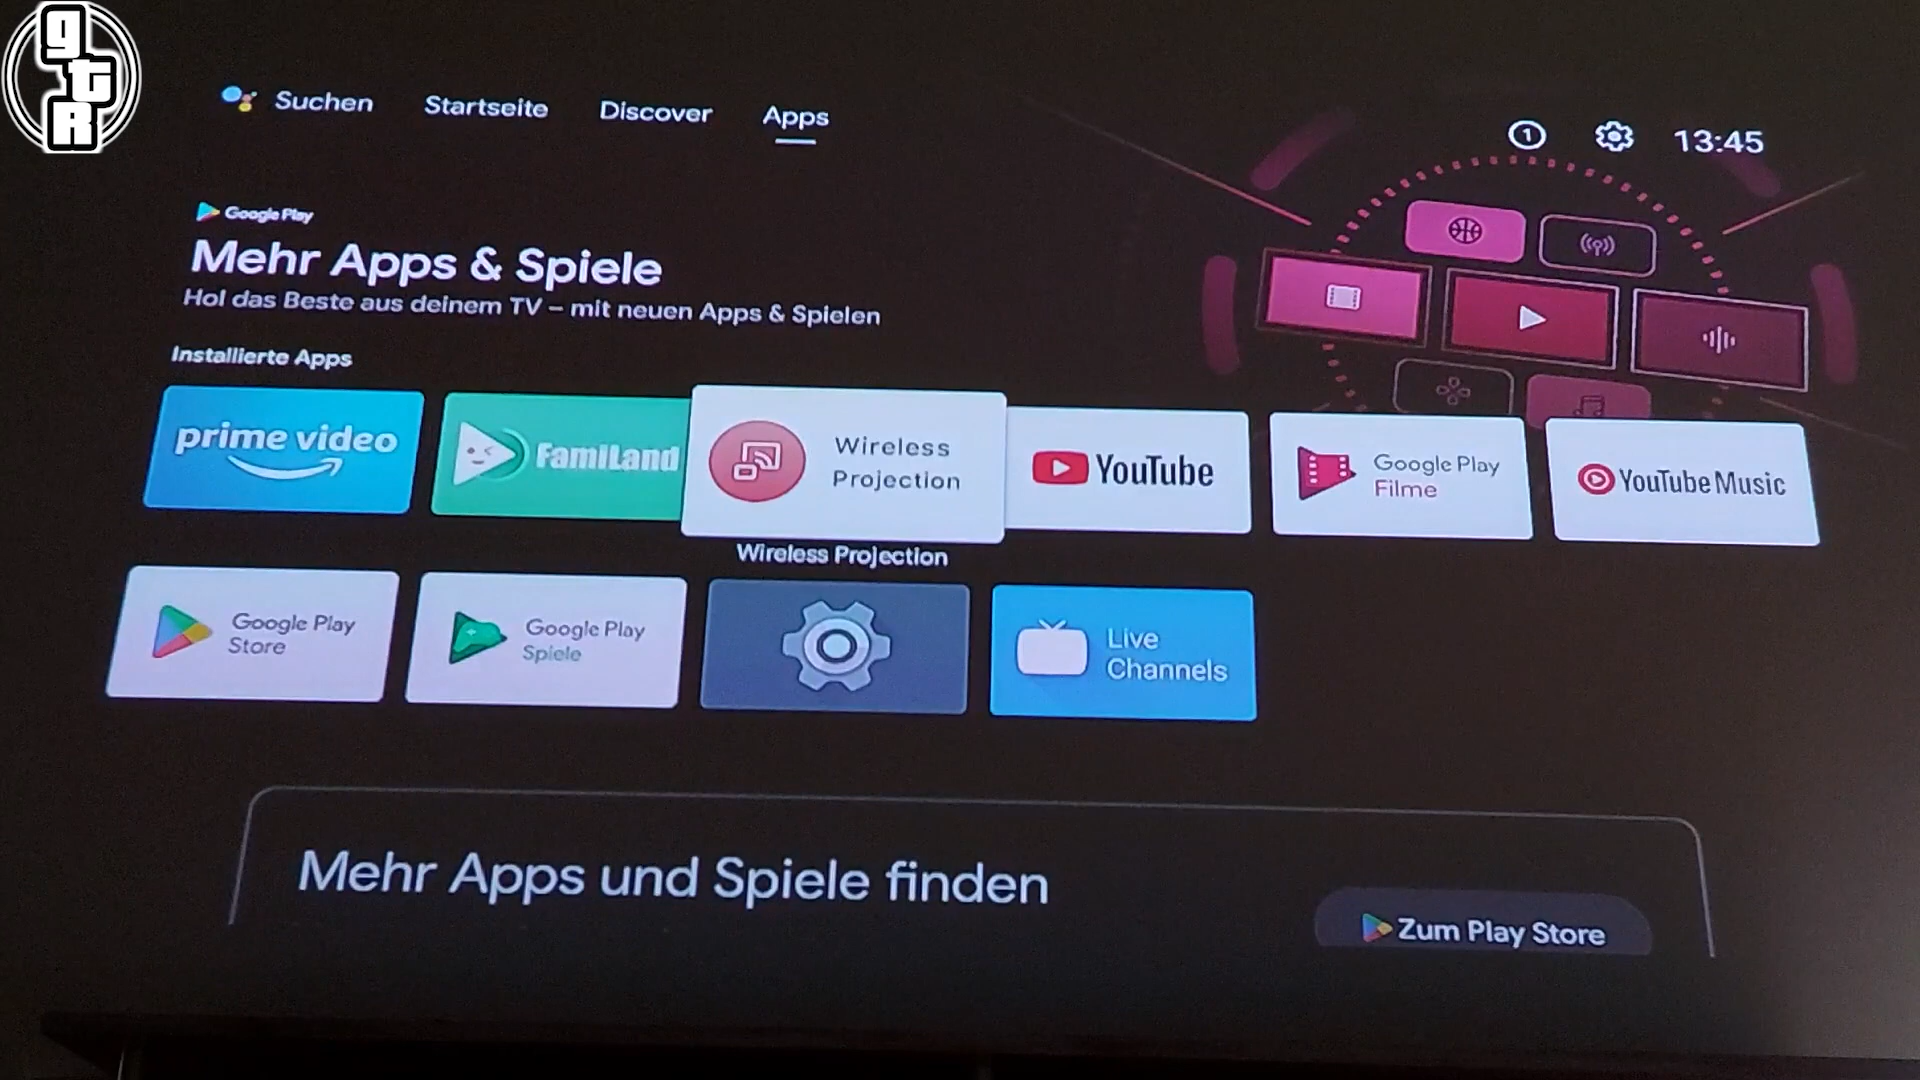 gtR
Suchen Startseite Discover Apps
1 13:45
Google Play
Mehr Apps & Spiele
Hol das Beste aus deinem TV – mit neuen Apps & Spielen
Installierte Apps
prime video
FamiLand
Wireless
Projection
YouTube
Google Play
Filme
YouTube Music
Wireless Projection
Google Play
Store
Google Play
Spiele
Live
Channels
Mehr Apps und Spiele finden
Zum Play Store